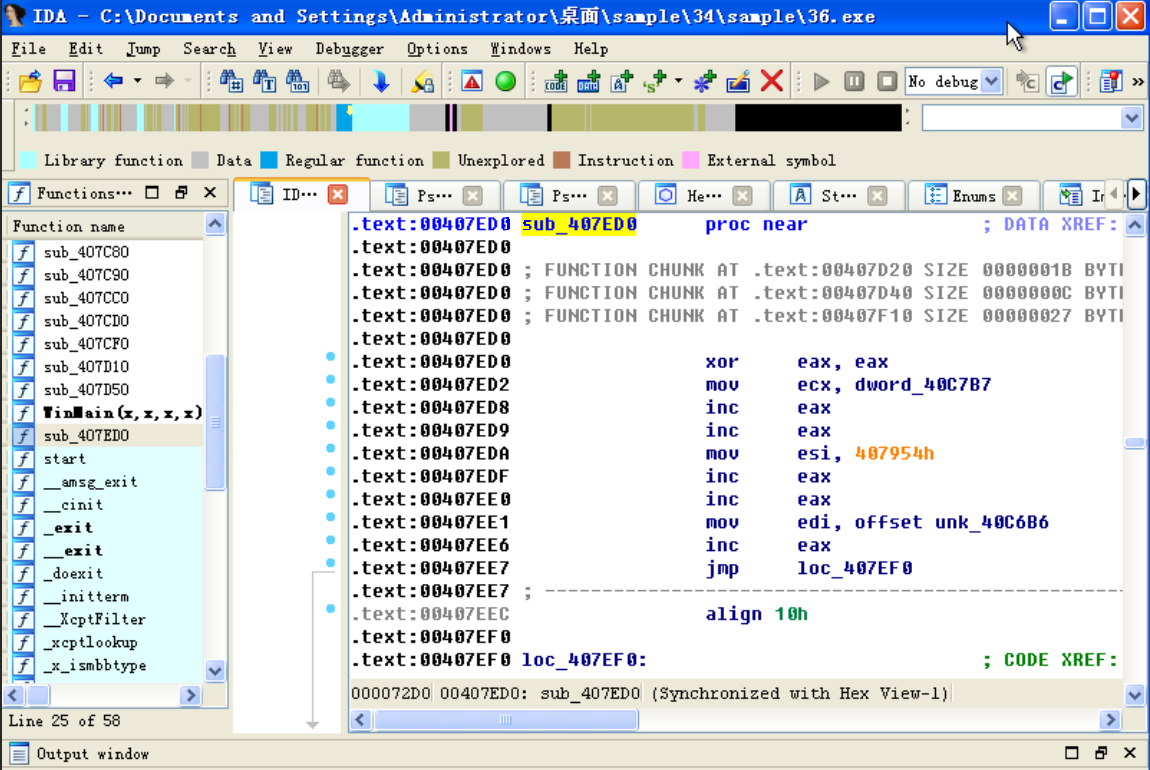 IDA - C:\Documents and Settings\Administrator\桌面\sample\34\sample\36.exe
File Edit Jump Search View Debugger Options Windows Help
No debug
Library function Data Regular function Unexplored Instruction External symbol
Functions… ID… Ps… Ps… He… St… Enums
Function name
sub_407C80
sub_407C90
sub_407CC0
sub_407CD0
sub_407CF0
sub_407D10
sub_407D50
WinMain(x,x,x,x)
sub_407ED0
start
__amsg_exit
__cinit
_exit
__exit
_doexit
__initterm
__XcptFilter
_xcptlookup
_x_ismbbtype
Line 25 of 58
.text:00407ED0 sub_407ED0 proc near ; DATA XREF:
.text:00407ED0
.text:00407ED0 ; FUNCTION CHUNK AT .text:00407D20 SIZE 0000001B BYT
.text:00407ED0 ; FUNCTION CHUNK AT .text:00407D40 SIZE 0000000C BYT
.text:00407ED0 ; FUNCTION CHUNK AT .text:00407F10 SIZE 00000027 BYT
.text:00407ED0
.text:00407ED0 xor eax, eax
.text:00407ED2 mov ecx, dword_40C7B7
.text:00407ED8 inc eax
.text:00407ED9 inc eax
.text:00407EDA mov esi, 407954h
.text:00407EDF inc eax
.text:00407EE0 inc eax
.text:00407EE1 mov edi, offset unk_40C6B6
.text:00407EE6 inc eax
.text:00407EE7 jmp loc_407EF0
.text:00407EE7 ; ---------------------------------------------------------------
.text:00407EEC align 10h
.text:00407EF0
.text:00407EF0 loc_407EF0: ; CODE XREF:
000072D0 00407ED0: sub_407ED0 (Synchronized with Hex View-1)
Output window